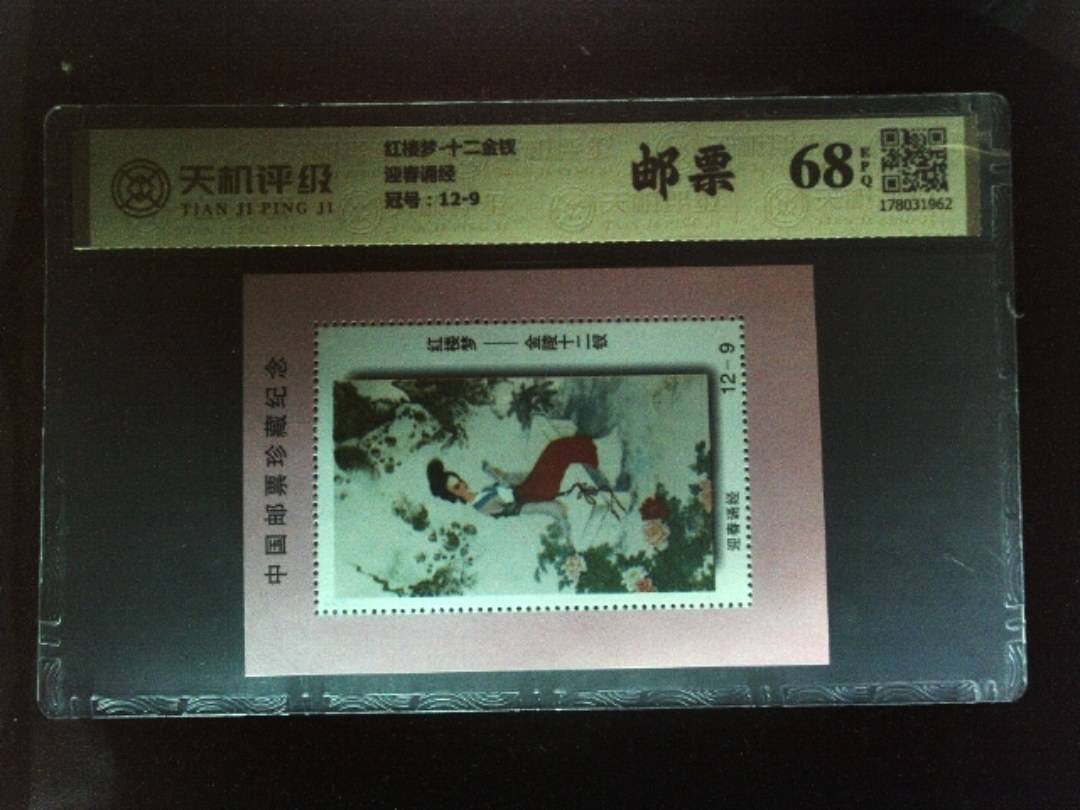 天机评级
TIAN JI PING JI
红楼梦-十二金钗
迎春诵经
冠号：12-9
邮票
68
EPQ
178031962
中国邮票珍藏纪念
红楼梦——金陵十二钗
12-9
迎春诵经